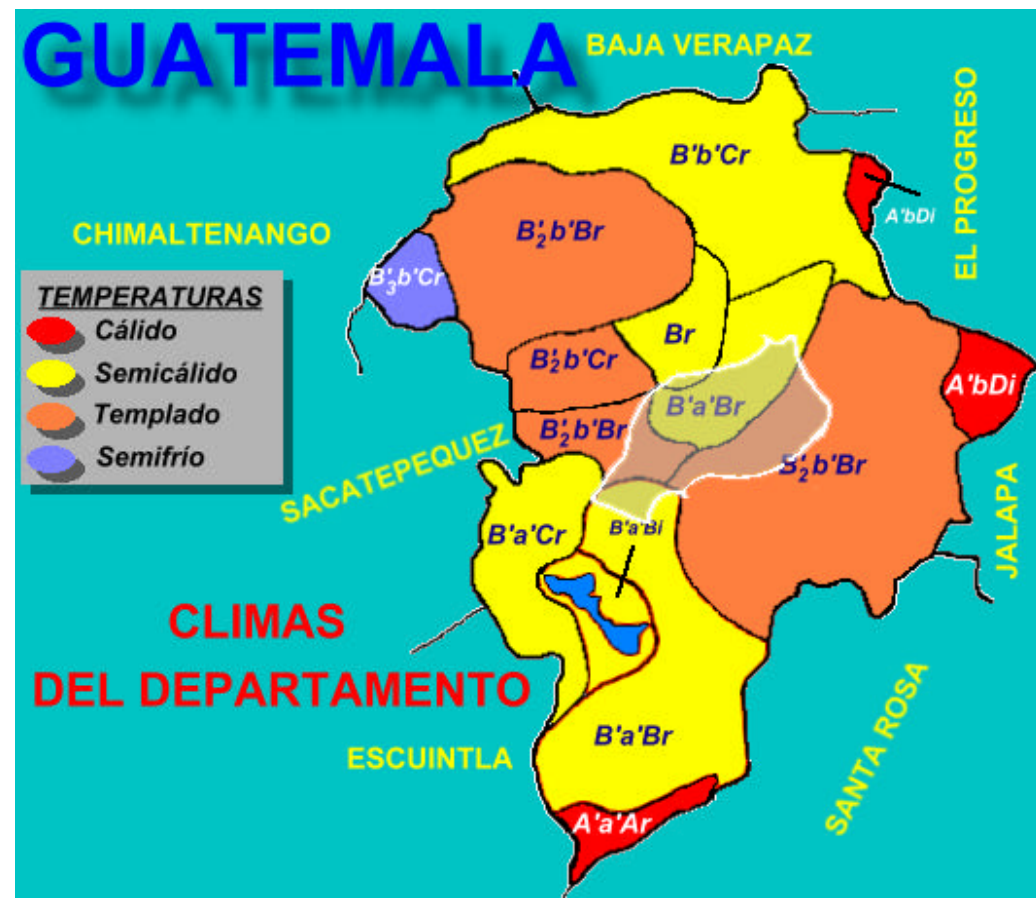 GUATEMALA
BAJA VERAPAZ
EL PROGRESO
B'b'Cr
A'bDi
CHIMALTENANGO
B'2b'Br
B'3b'Cr
TEMPERATURAS
Cálido
Semicálido
Templado
Semifrío
Br
B'2b'Cr
A'bDi
B'a'Br
B'2b'Br
B'2b'Br
SACATEPEQUEZ
JALAPA
B'a'Cr
B'a'Bi
CLIMAS
DEL DEPARTAMENTO
SANTA ROSA
B'a'Br
ESCUINTLA
A'a'Ar